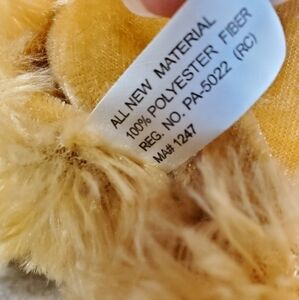 ALL NEW MATERIAL
100% POLYESTER FIBER
REG. NO. PA-5022 (RC)
MA# 1247